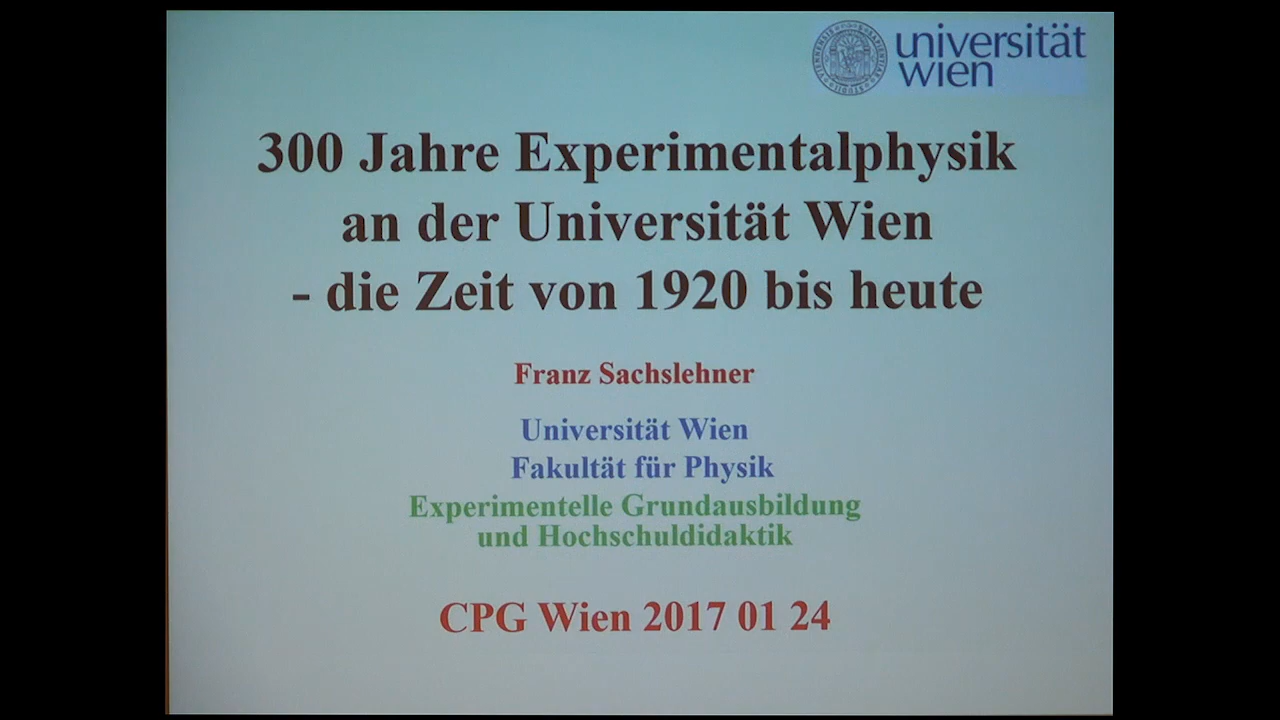 universität
wien
300 Jahre Experimentalphysik
an der Universität Wien
- die Zeit von 1920 bis heute
Franz Sachslehner
Universität Wien
Fakultät für Physik
Experimentelle Grundausbildung
und Hochschuldidaktik
CPG Wien 2017 01 24